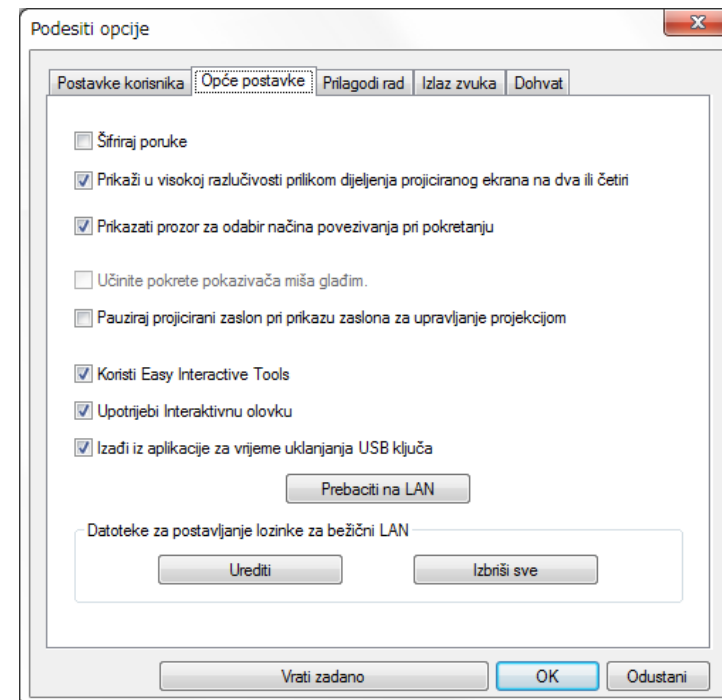 Podesiti opcije
Postavke korisnika Opće postavke Prilagodi rad Izlaz zvuka Dohvat
Šifriraj poruke
Prikaži u visokoj razlučivosti prilikom dijeljenja projiciranog ekrana na dva ili četiri
Prikazati prozor za odabir načina povezivanja pri pokretanju
Učinite pokrete pokazivača miša glađim.
Pauziraj projicirani zaslon pri prikazu zaslona za upravljanje projekcijom
Koristi Easy Interactive Tools
Upotrijebi Interaktivnu olovku
Izađi iz aplikacije za vrijeme uklanjanja USB ključa
Prebaciti na LAN
Datoteke za postavljanje lozinke za bežični LAN
Urediti Izbriši sve
Vrati zadano OK Odustani